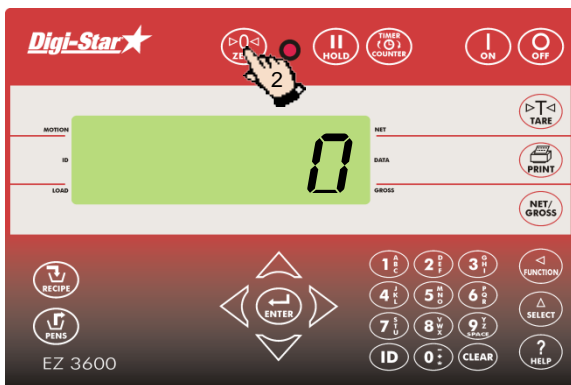 Digi-Star
▷0◁
ZERO
2
HOLD
TIMER
COUNTER
ON
OFF
▷T◁
TARE
MOTION
NET
ID
0
DATA
PRINT
LOAD
GROSS
NET/
GROSS
1 A B C
2 D E F
3 G H I
FUNCTION
RECIPE
4 J K L
5 M N O
6 P Q R
ENTER
SELECT
7 S T U
8 V W X
9 Y Z SPACE
PENS
ID
0 - + :
CLEAR
?
HELP
EZ 3600